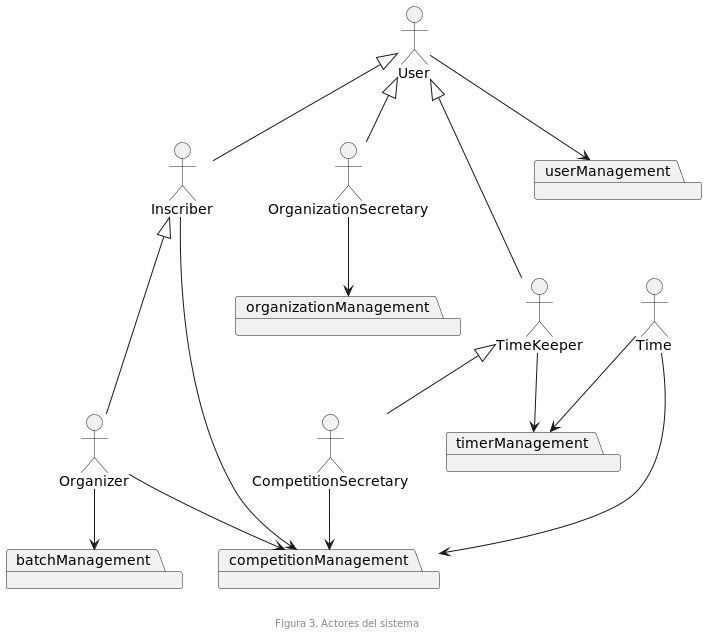 User
userManagement
Inscriber
OrganizationSecretary
organizationManagement
TimeKeeper
Time
timerManagement
Organizer
CompetitionSecretary
batchManagement
competitionManagement
Figura 3. Actores del sistema